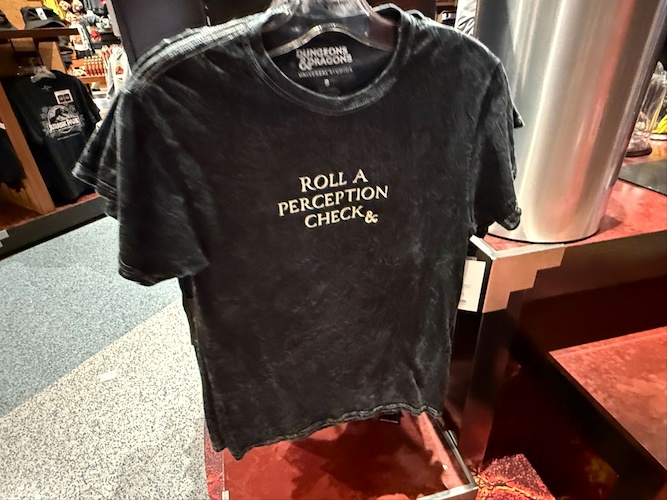 DUNGEONS
& DRAGONS
UNIVERSAL STUDIOS
ROLL A
PERCEPTION
CHECK &